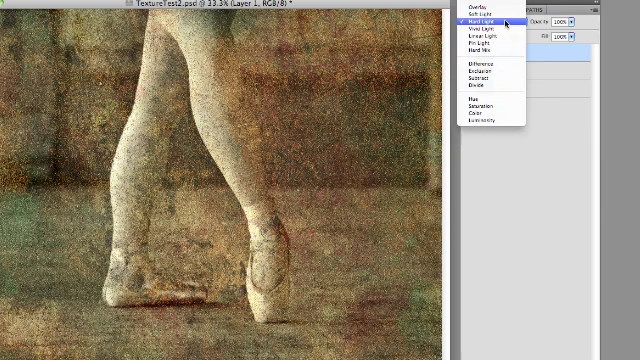 TextureTest2.psd @ 33.3% (Layer 1, RGB/8) *
Overlay
Soft Light
✓ Hard Light
Vivid Light
Linear Light
Pin Light
Hard Mix
Difference
Exclusion
Subtract
Divide
Hue
Saturation
Color
Luminosity
PATHS
Opacity: 100%
Fill: 100%